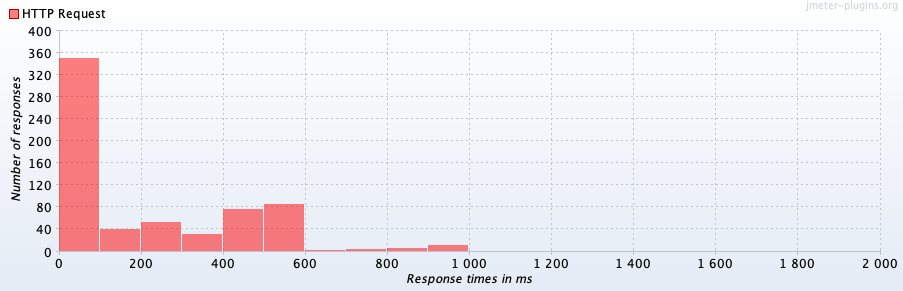 jmeter-plugins.org
HTTP Request
400
360
320
280
240
200
160
120
80
40
0
Number of responses
0 200 400 600 800 1 000 1 200 1 400 1 600 1 800 2 000
Response times in ms